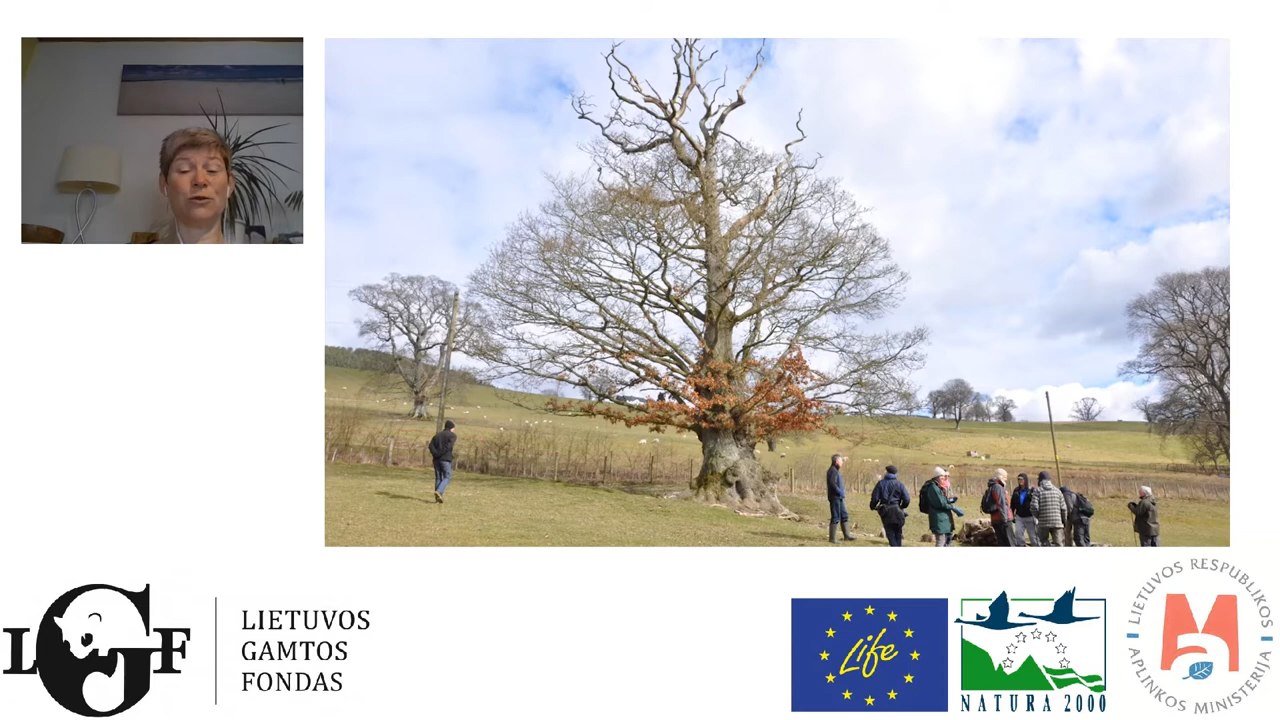 LGF
LIETUVOS
GAMTOS
FONDAS
Life
NATURA 2000
LIETUVOS RESPUBLIKOS
APLINKOS MINISTERIJA